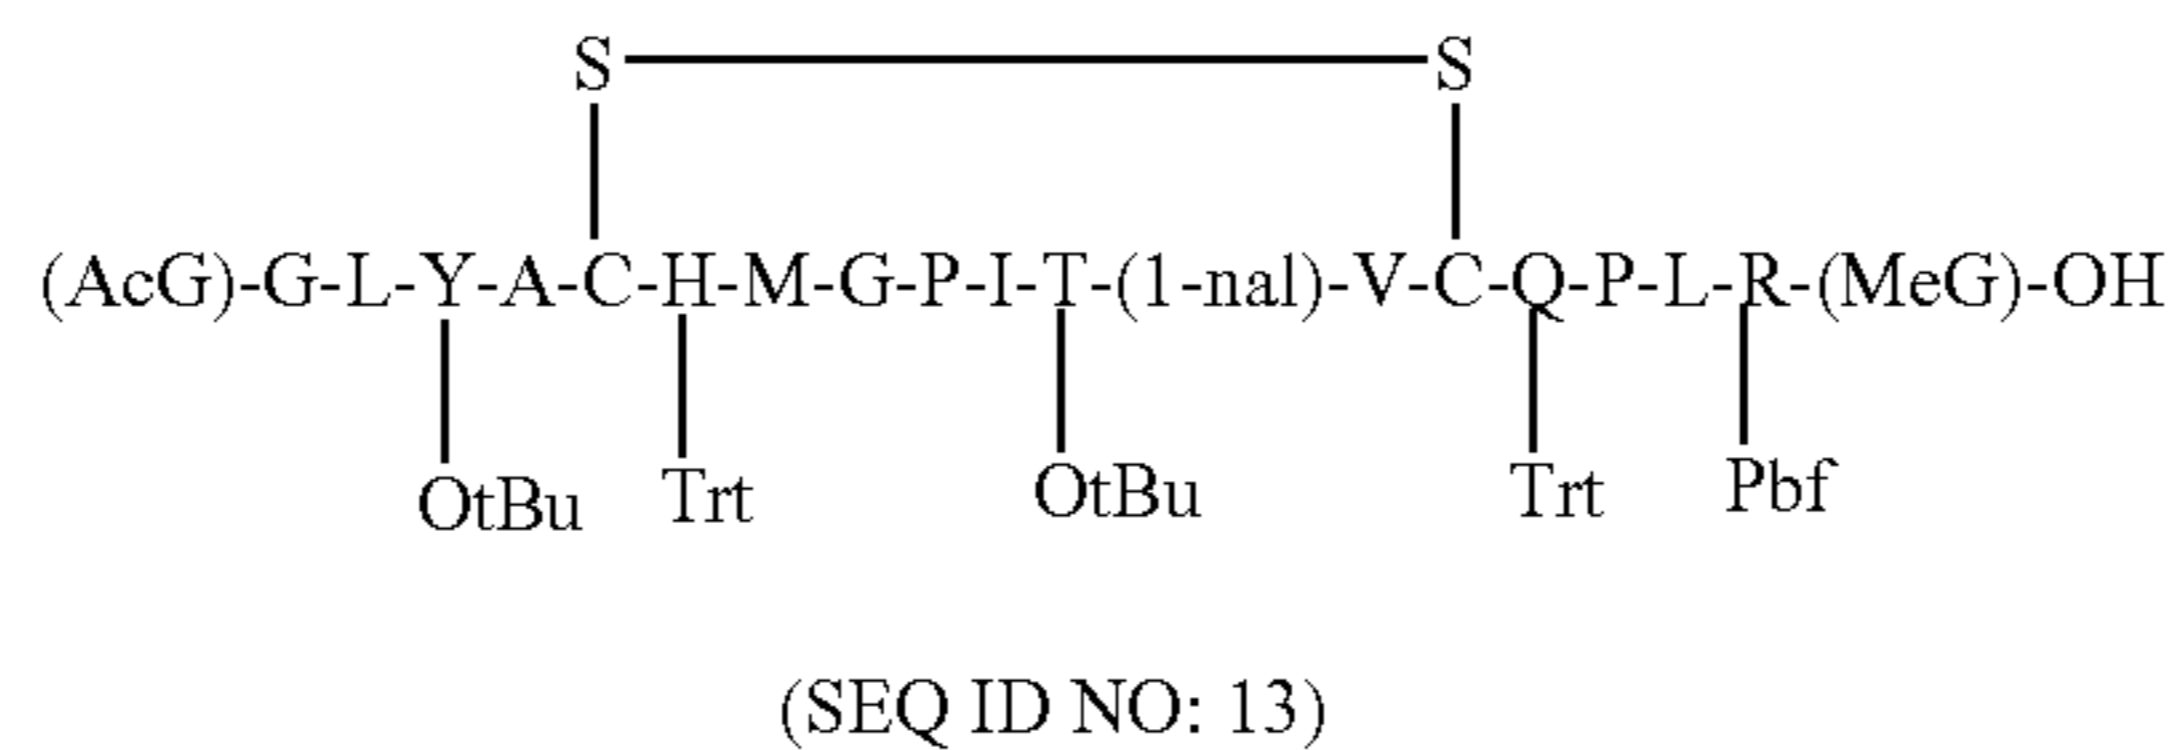 S S
(AcG)-G-L-Y-A-C-H-M-G-P-I-T-(1-nal)-V-C-Q-P-L-R-(MeG)-OH
OtBu Trt OtBu Trt Pbf
(SEQ ID NO: 13)